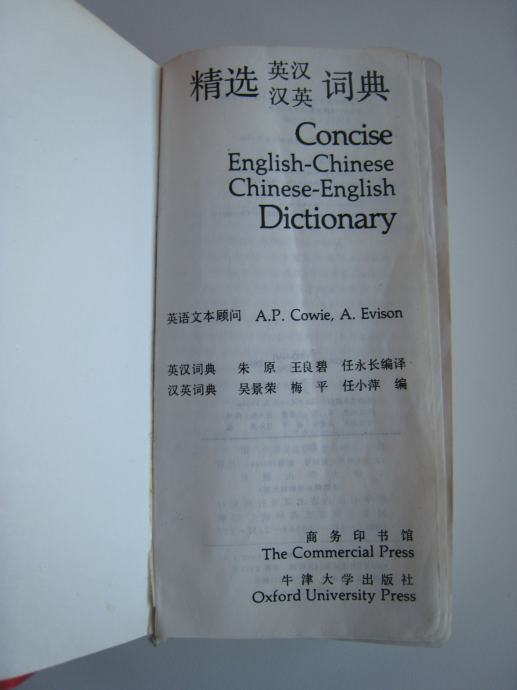 精选 英汉 汉英 词典
Concise
English-Chinese
Chinese-English
Dictionary
英语文本顾问 A.P. Cowie, A. Evison
英汉词典 朱 原 王良碧 任永长编译
汉英词典 吴景荣 梅 平 任小萍 编
商务印书馆
The Commercial Press
牛津大学出版社
Oxford University Press